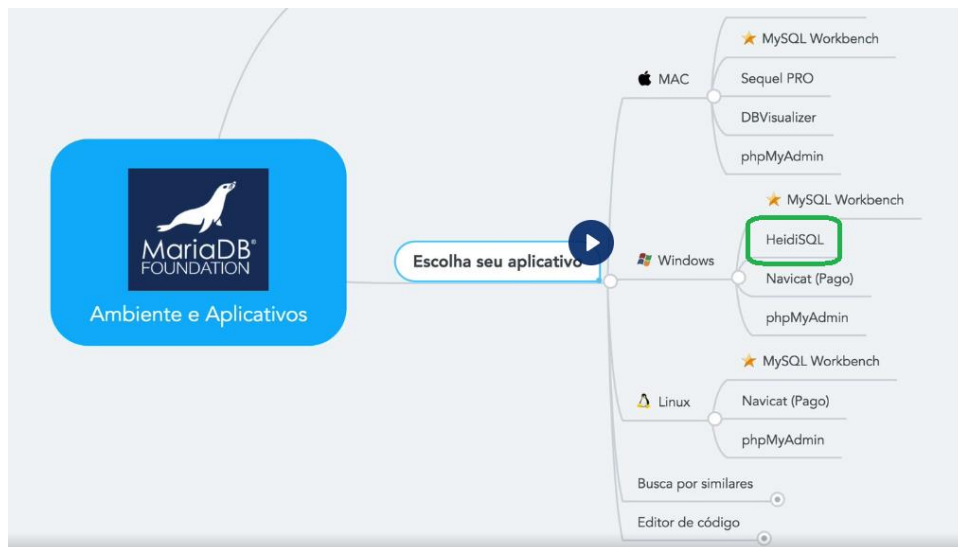 MariaDB®
FOUNDATION
Ambiente e Aplicativos
Escolha seu aplicativo
MAC
MySQL Workbench
Sequel PRO
DBVisualizer
phpMyAdmin
Windows
MySQL Workbench
HeidiSQL
Navicat (Pago)
phpMyAdmin
Linux
MySQL Workbench
Navicat (Pago)
phpMyAdmin
Busca por similares
Editor de código